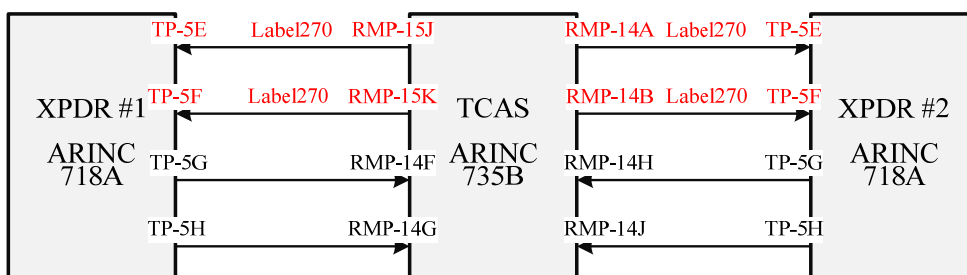 TP-5E Label270 RMP-15J RMP-14A Label270 TP-5E
XPDR #1 TCAS XPDR #2
TP-5F Label270 RMP-15K RMP-14B Label270 TP-5F
ARINC ARINC ARINC
TP-5G RMP-14F RMP-14H TP-5G
718A 735B 718A
TP-5H RMP-14G RMP-14J TP-5H